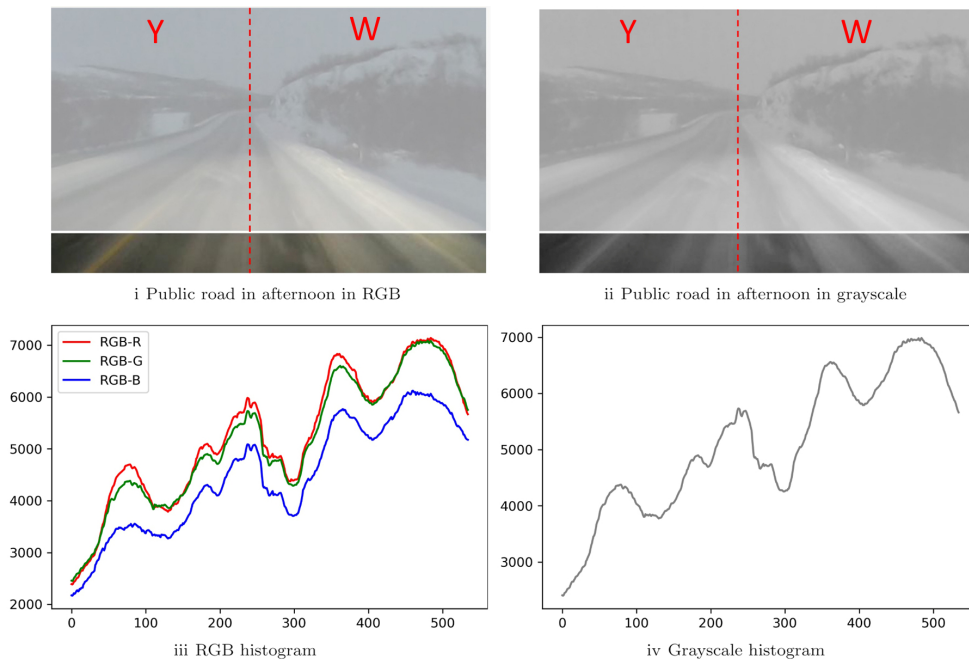 Y W
Y W
i Public road in afternoon in RGB
ii Public road in afternoon in grayscale
RGB-R
RGB-G
RGB-B
7000
6000
5000
4000
3000
2000
0 100 200 300 400 500
iii RGB histogram
7000
6000
5000
4000
3000
0 100 200 300 400 500
iv Grayscale histogram